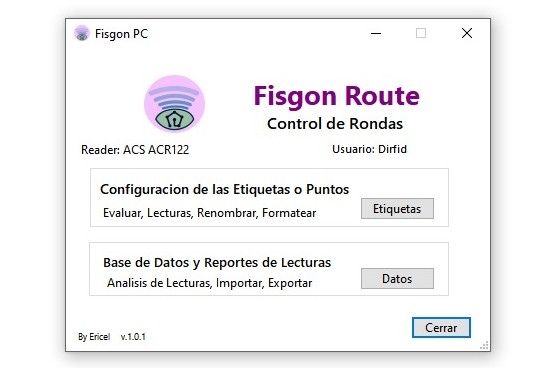 Fisgon PC
Fisgon Route
Control de Rondas
Reader: ACS ACR122
Usuario: Dirfid
Configuracion de las Etiquetas o Puntos
Evaluar, Lecturas, Renombrar, Formatear
Etiquetas
Base de Datos y Reportes de Lecturas
Analisis de Lecturas, Importar, Exportar
Datos
Cerrar
By Ericel v.1.0.1